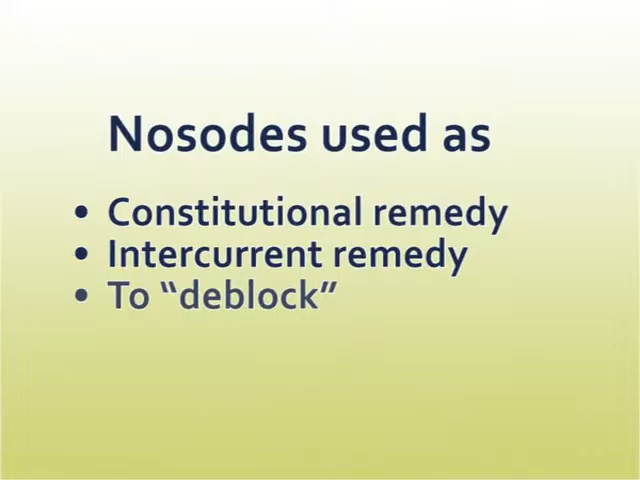 Nosodes used as
• Constitutional remedy
• Intercurrent remedy
• To “deblock”